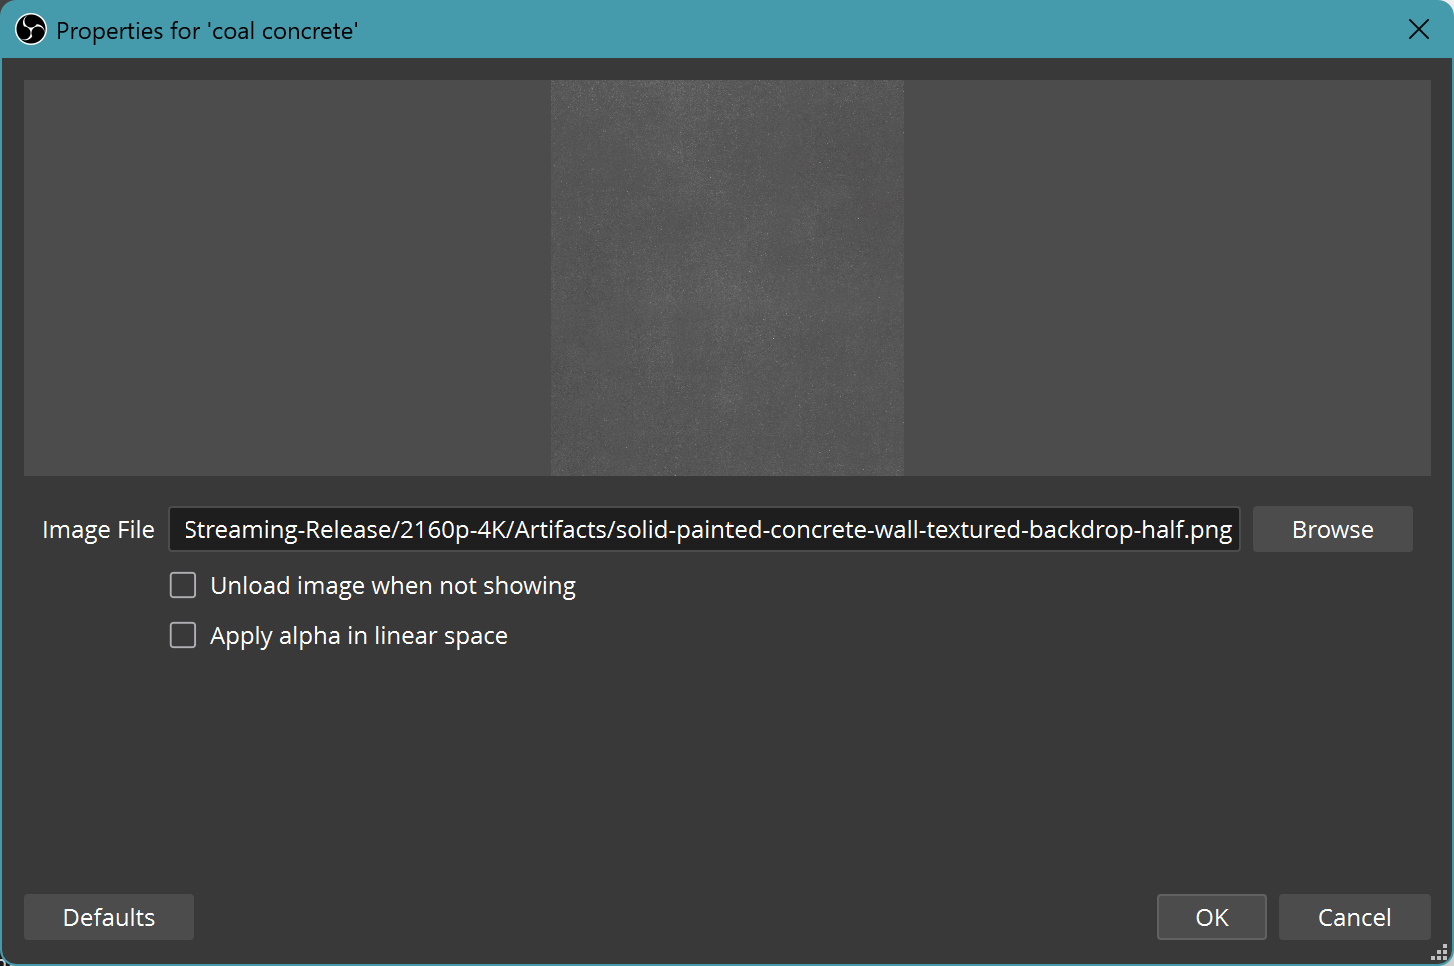 Properties for 'coal concrete'
Image File Streaming-Release/2160p-4K/Artifacts/solid-painted-concrete-wall-textured-backdrop-half.png Browse
Unload image when not showing
Apply alpha in linear space
Defaults OK Cancel